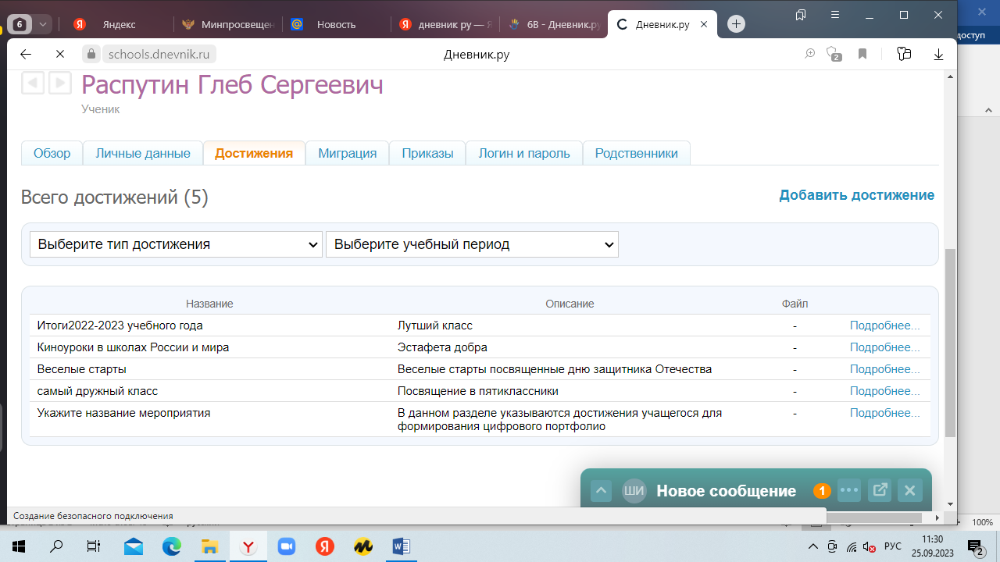 6
Яндекс
Минпросвещен
Новость
дневник ру — Я
6В - Дневник.ру
Дневник.ру
доступ
schools.dnevnik.ru
Дневник.ру
2
Распутин Глеб Сергеевич
Ученик
Обзор
Личные данные
Достижения
Миграция
Приказы
Логин и пароль
Родственники
Всего достижений (5)
Добавить достижение
Выберите тип достижения
Выберите учебный период
Название
Описание
Файл
Итоги2022-2023 учебного года
Лутший класс
-
Подробнее...
Киноуроки в школах России и мира
Эстафета добра
-
Подробнее...
Веселые старты
Веселые старты посвященные дню защитника Отечества
-
Подробнее...
самый дружный класс
Посвящение в пятиклассники
-
Подробнее...
Укажите название мероприятия
В данном разделе указываются достижения учащегося для
формирования цифрового портфолио
-
Подробнее...
ШИ
Новое сообщение
1
Создание безопасного подключения
100%
РУС
11:30
25.09.2023
2